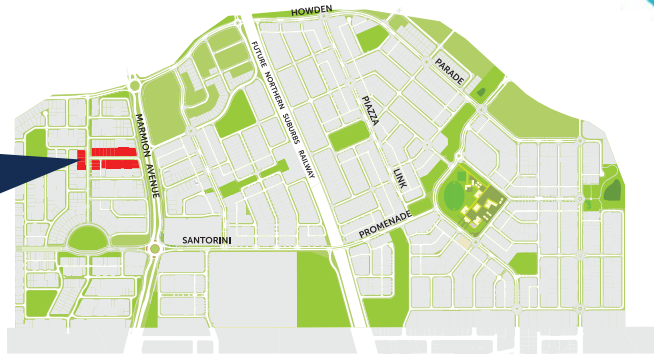 HOWDEN
PARADE
FUTURE NORTHERN SUBURBS RAILWAY
PIAZZA
LINK
MARMION AVENUE
SANTORINI
PROMENADE